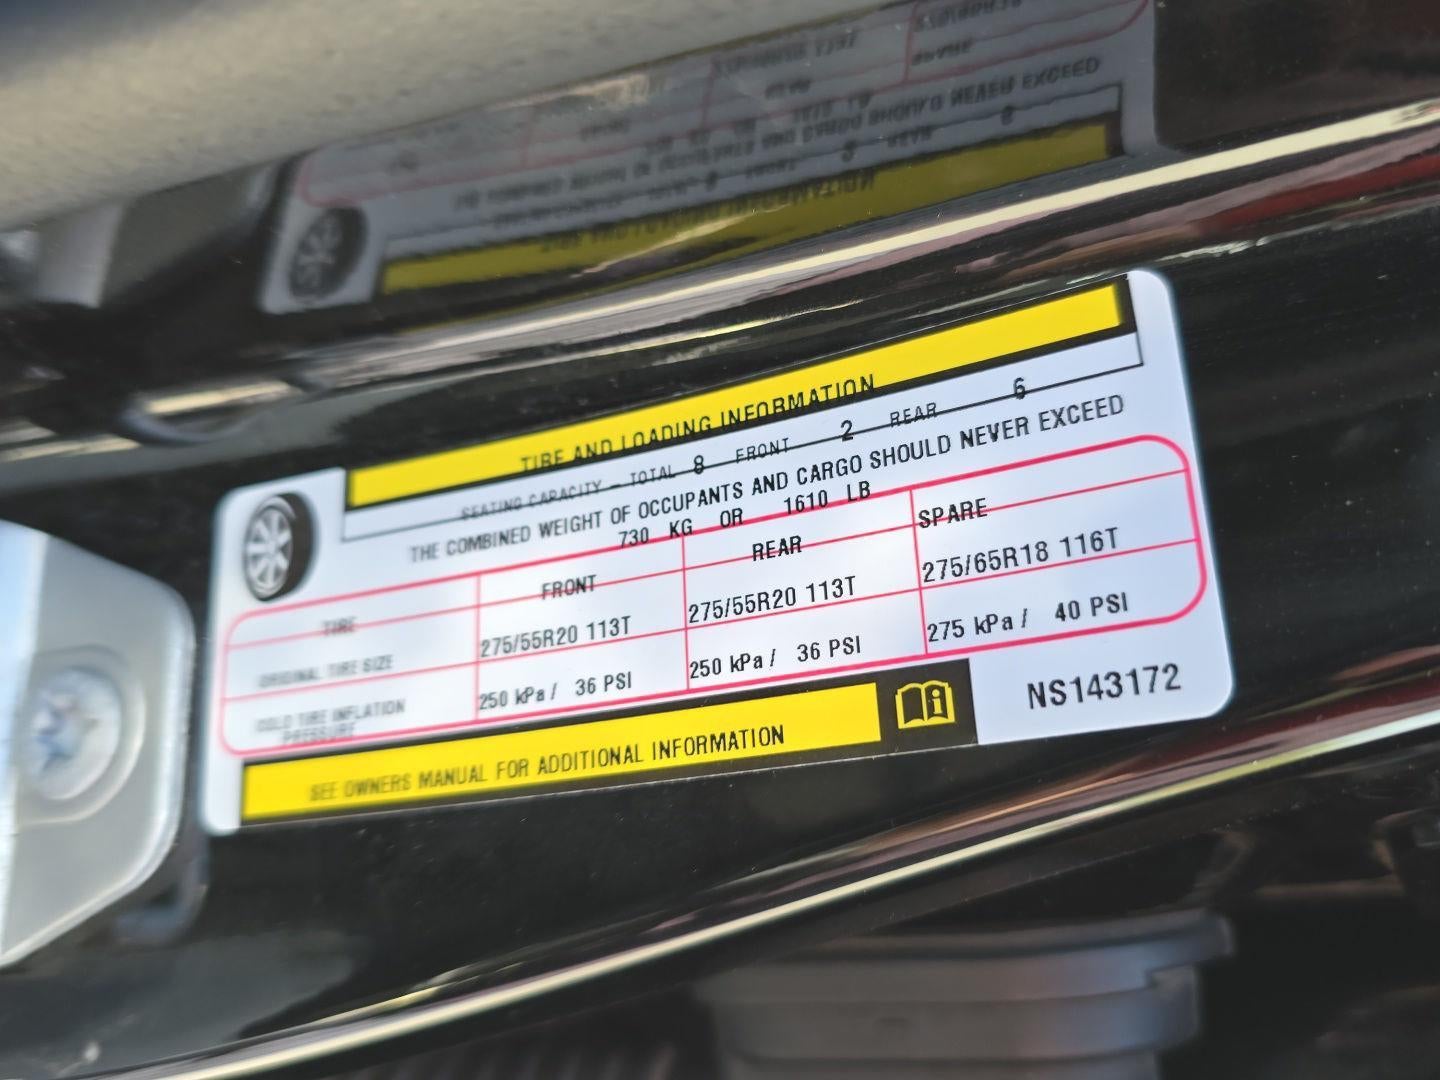 TIRE AND LOADING INFORMATION
SEATING CAPACITY - TOTAL 8 FRONT 2 REAR 6
THE COMBINED WEIGHT OF OCCUPANTS AND CARGO SHOULD NEVER EXCEED
730 KG OR 1610 LB
TIRE FRONT REAR SPARE
ORIGINAL TIRE SIZE 275/55R20 113T 275/55R20 113T 275/65R18 116T
COLD TIRE INFLATION PRESSURE 250 kPa / 36 PSI 250 kPa / 36 PSI 275 kPa / 40 PSI
SEE OWNERS MANUAL FOR ADDITIONAL INFORMATION
NS143172